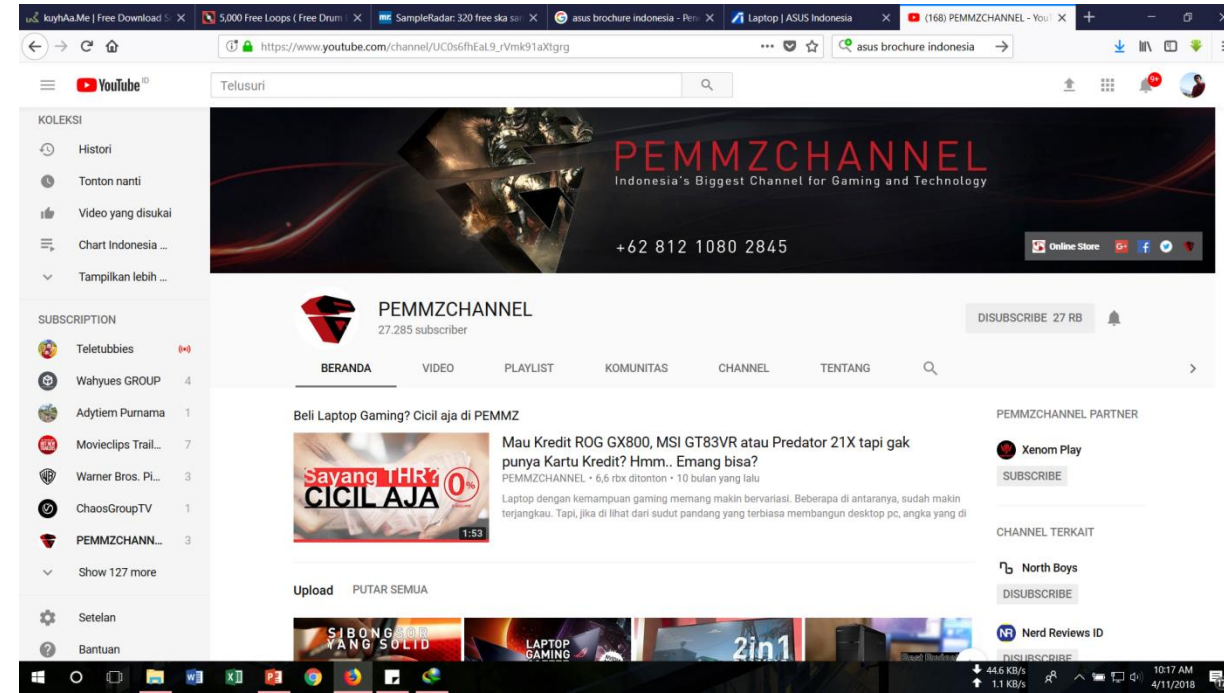 kuyhAa.Me | Free Download S
5,000 Free Loops ( Free Drum
SampleRadar: 320 free ska sa
asus brochure indonesia - Pen
Laptop | ASUS Indonesia
(168) PEMMZCHANNEL - YouT
https://www.youtube.com/channel/UC0s6fhEaL9_rVmk91aXtgrg
asus brochure indonesia
YouTube ID
Telusuri
9+
KOLEKSI
Histori
Tonton nanti
Video yang disukai
Chart Indonesia ...
Tampilkan lebih ...
SUBSCRIPTION
Teletubbies
Wahyues GROUP 4
Adytiem Purnama 1
Movieclips Trail... 7
Warner Bros. Pi... 3
ChaosGroupTV 1
PEMMZCHANN... 3
Show 127 more
Setelan
Bantuan
PEMMZCHANNEL
Indonesia's Biggest Channel for Gaming and Technology
+62 812 1080 2845
Online Store
PEMMZCHANNEL
27.285 subscriber
DISUBSCRIBE 27 RB
BERANDA VIDEO PLAYLIST KOMUNITAS CHANNEL TENTANG
Beli Laptop Gaming? Cicil aja di PEMMZ
Sayang THR?
CICIL AJA
0%
1:53
Mau Kredit ROG GX800, MSI GT83VR atau Predator 21X tapi gak
punya Kartu Kredit? Hmm.. Emang bisa?
PEMMZCHANNEL • 6,6 rbx ditonton • 10 bulan yang lalu
Laptop dengan kemampuan gaming memang makin bervariasi. Beberapa di antaranya, sudah makin
terjangkau. Tapi, jika di lihat dari sudut pandang yang terbiasa membangun desktop pc, angka yang di
Upload PUTAR SEMUA
SIBONGSOR
YANG SOLID
LAPTOP
GAMING
2in1
PEMMZCHANNEL PARTNER
Xenom Play
SUBSCRIBE
CHANNEL TERKAIT
North Boys
DISUBSCRIBE
Nerd Reviews ID
DISUBSCRIBE
44.6 KB/s
1.1 KB/s
10:17 AM
4/11/2018